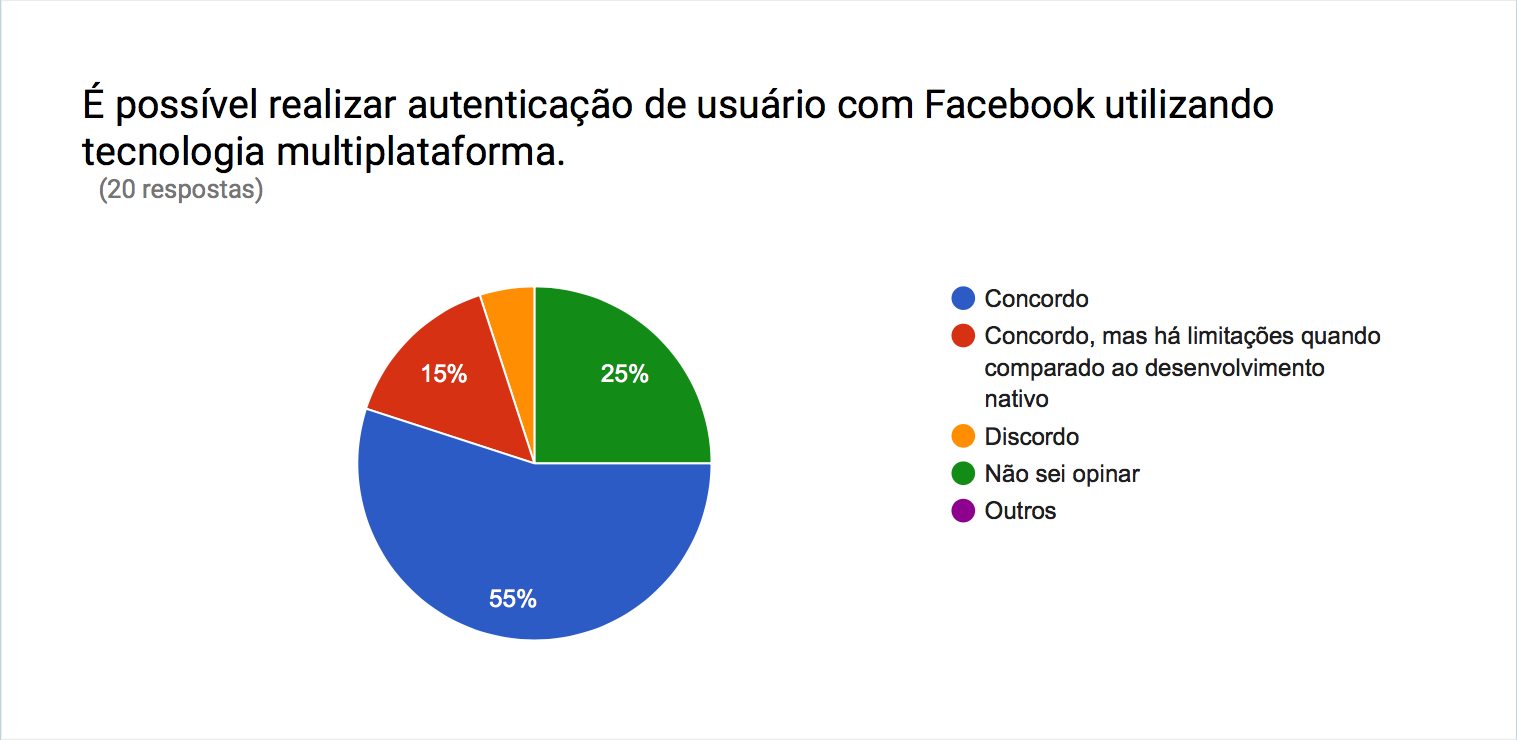 É possível realizar autenticação de usuário com Facebook utilizando
tecnologia multiplataforma.
(20 respostas)
15%
25%
55%
Concordo
Concordo, mas há limitações quando
comparado ao desenvolvimento
nativo
Discordo
Não sei opinar
Outros